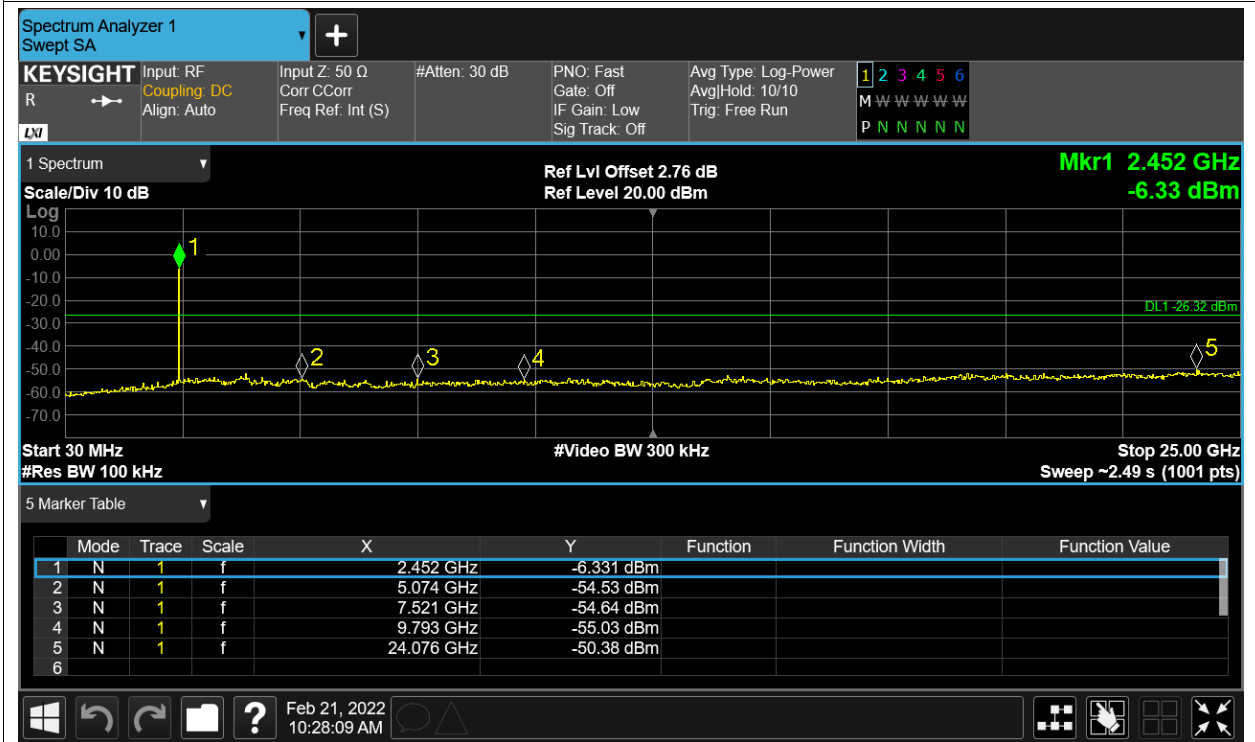 Spectrum Analyzer 1
Swept SA
KEYSIGHT
R
LXI
Input: RF
Coupling: DC
Align: Auto
Input Z: 50 Ω
Corr CCorr
Freq Ref: Int (S)
#Atten: 30 dB
PNO: Fast
Gate: Off
IF Gain: Low
Sig Track: Off
Avg Type: Log-Power
Avg|Hold: 10/10
Trig: Free Run
1 2 3 4 5 6
M W W W W W
P N N N N N
1 Spectrum
Scale/Div 10 dB
Ref Lvl Offset 2.76 dB
Ref Level 20.00 dBm
Mkr1 2.452 GHz
-6.33 dBm
Log
10.0
0.00
-10.0
-20.0
-30.0
-40.0
-50.0
-60.0
-70.0
1
2
3
4
5
DL1 -26.32 dBm
Start 30 MHz
#Video BW 300 kHz
Stop 25.00 GHz
#Res BW 100 kHz
Sweep ~2.49 s (1001 pts)
5 Marker Table
Mode Trace Scale X Y Function Function Width Function Value
1 N 1 f 2.452 GHz -6.331 dBm
2 N 1 f 5.074 GHz -54.53 dBm
3 N 1 f 7.521 GHz -54.64 dBm
4 N 1 f 9.793 GHz -55.03 dBm
5 N 1 f 24.076 GHz -50.38 dBm
6
?
Feb 21, 2022
10:28:09 AM